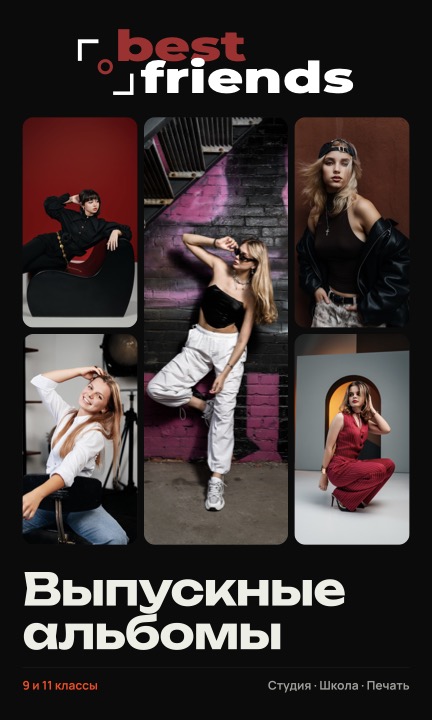 best
friends
Выпускные
альбомы
9 и 11 классы
Студия · Школа · Печать